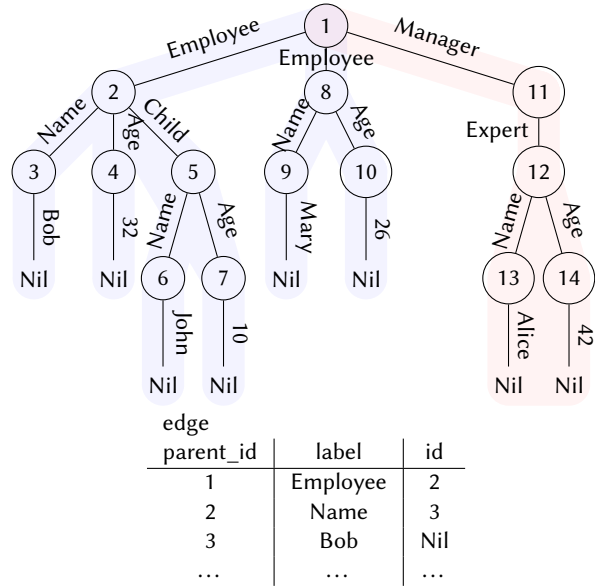 1
Employee
Employee
Manager
2
8
11
Name
Age
Child
Name
Age
Expert
3
4
5
9
10
12
Bob
32
Name
Age
Mary
26
Name
Age
Nil
Nil
6
7
Nil
Nil
13
14
John
10
Alice
42
Nil
Nil
Nil
Nil
edge
parent_id label id
1 Employee 2
2 Name 3
3 Bob Nil
... ... ...